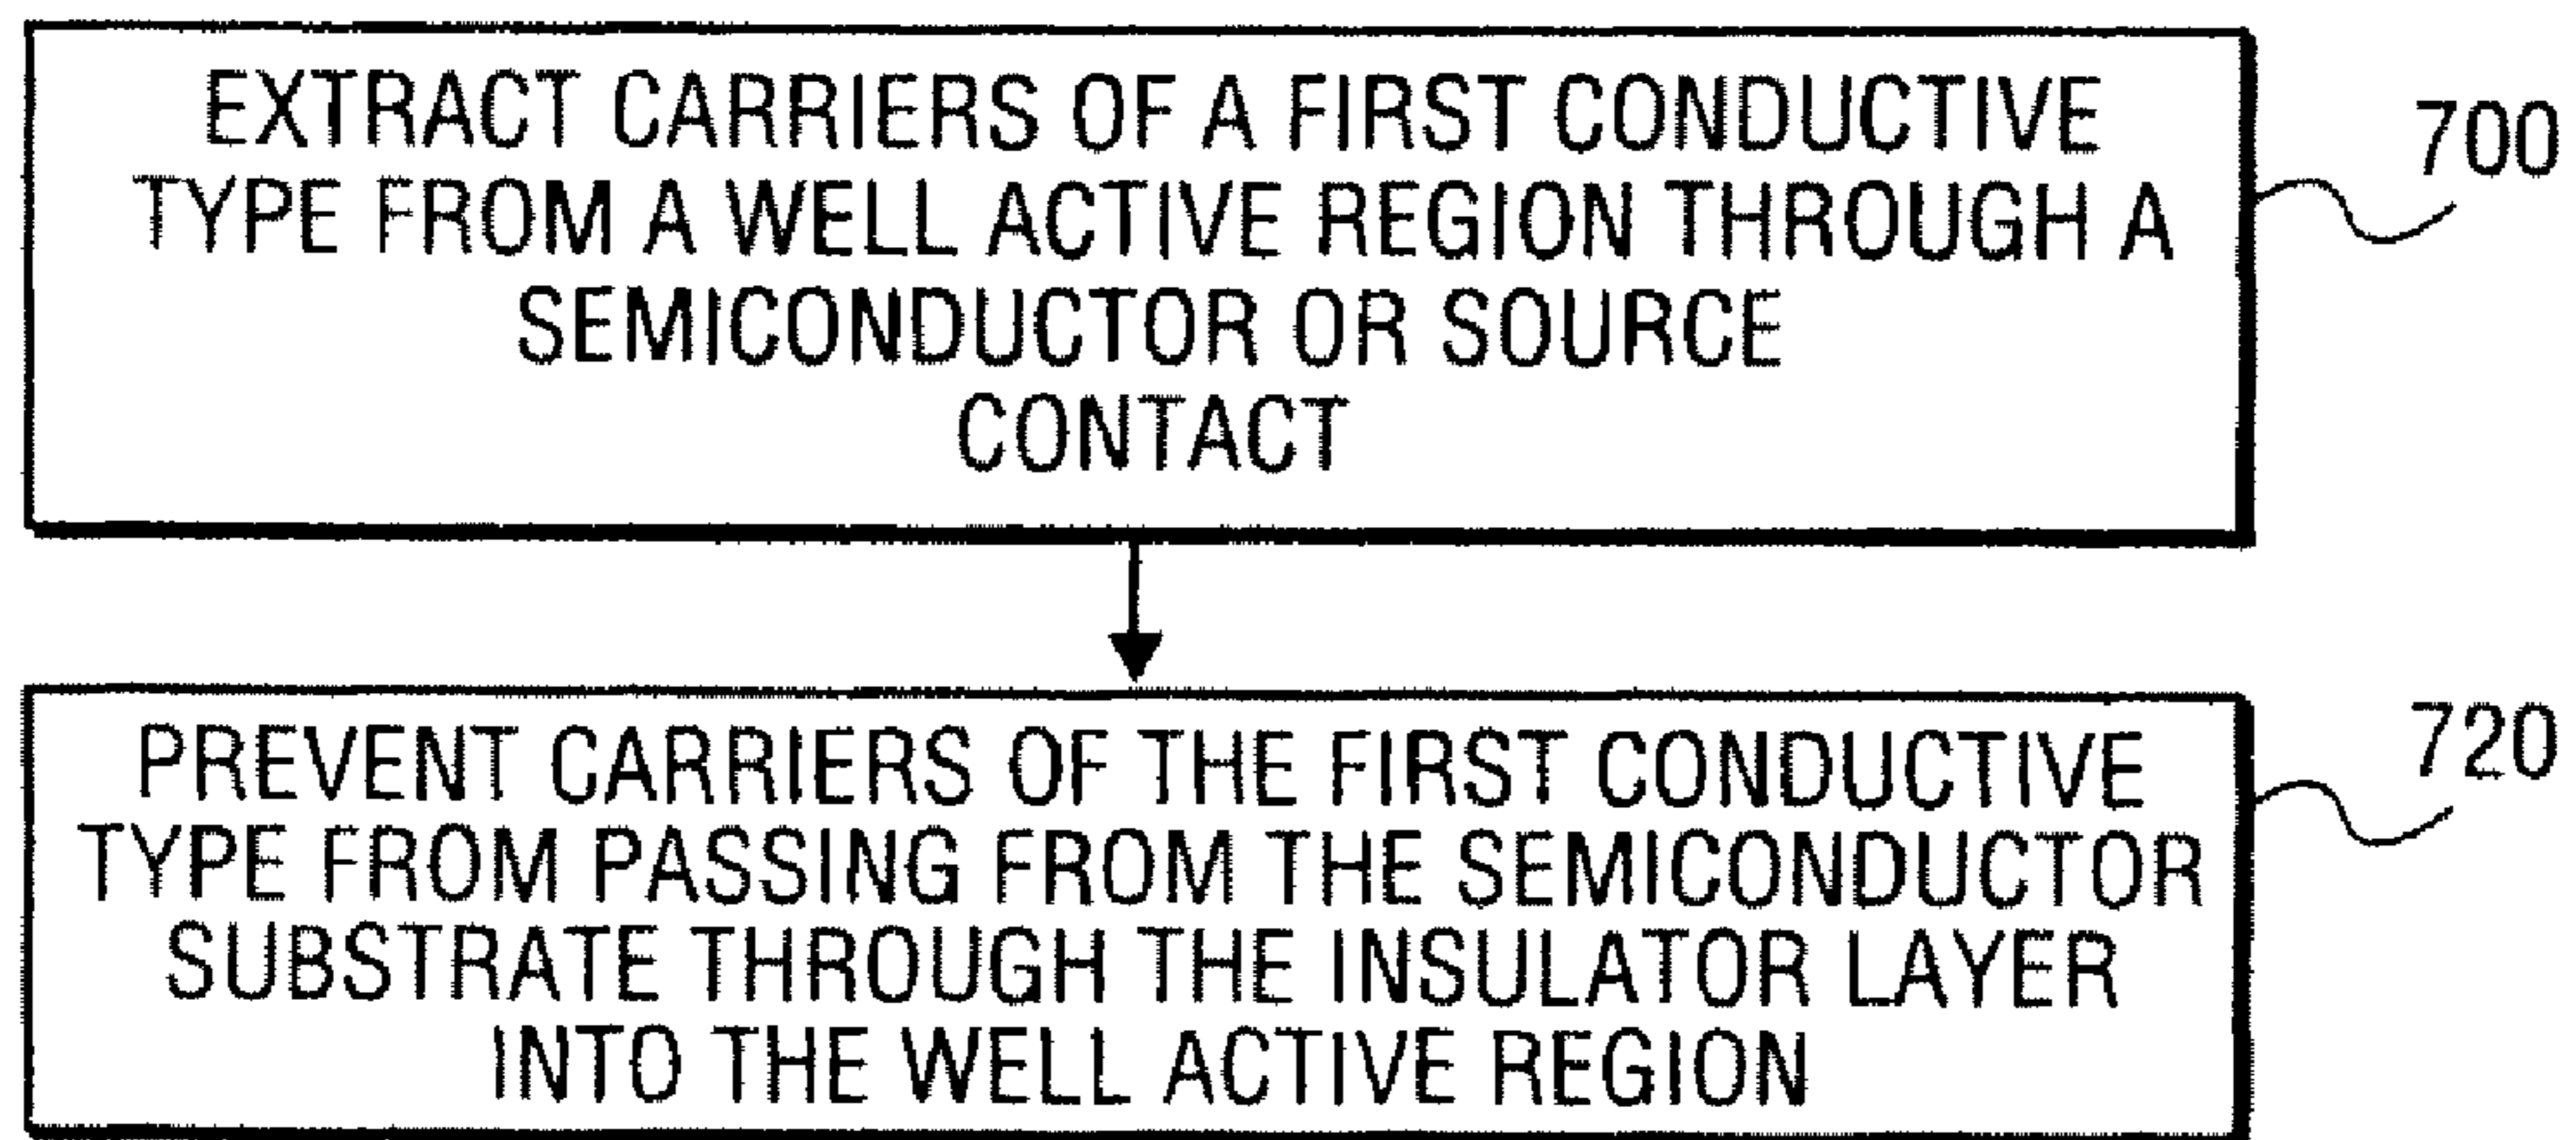 EXTRACT CARRIERS OF A FIRST CONDUCTIVE
TYPE FROM A WELL ACTIVE REGION THROUGH A
SEMICONDUCTOR OR SOURCE
CONTACT
700
PREVENT CARRIERS OF THE FIRST CONDUCTIVE
TYPE FROM PASSING FROM THE SEMICONDUCTOR
SUBSTRATE THROUGH THE INSULATOR LAYER
INTO THE WELL ACTIVE REGION
720